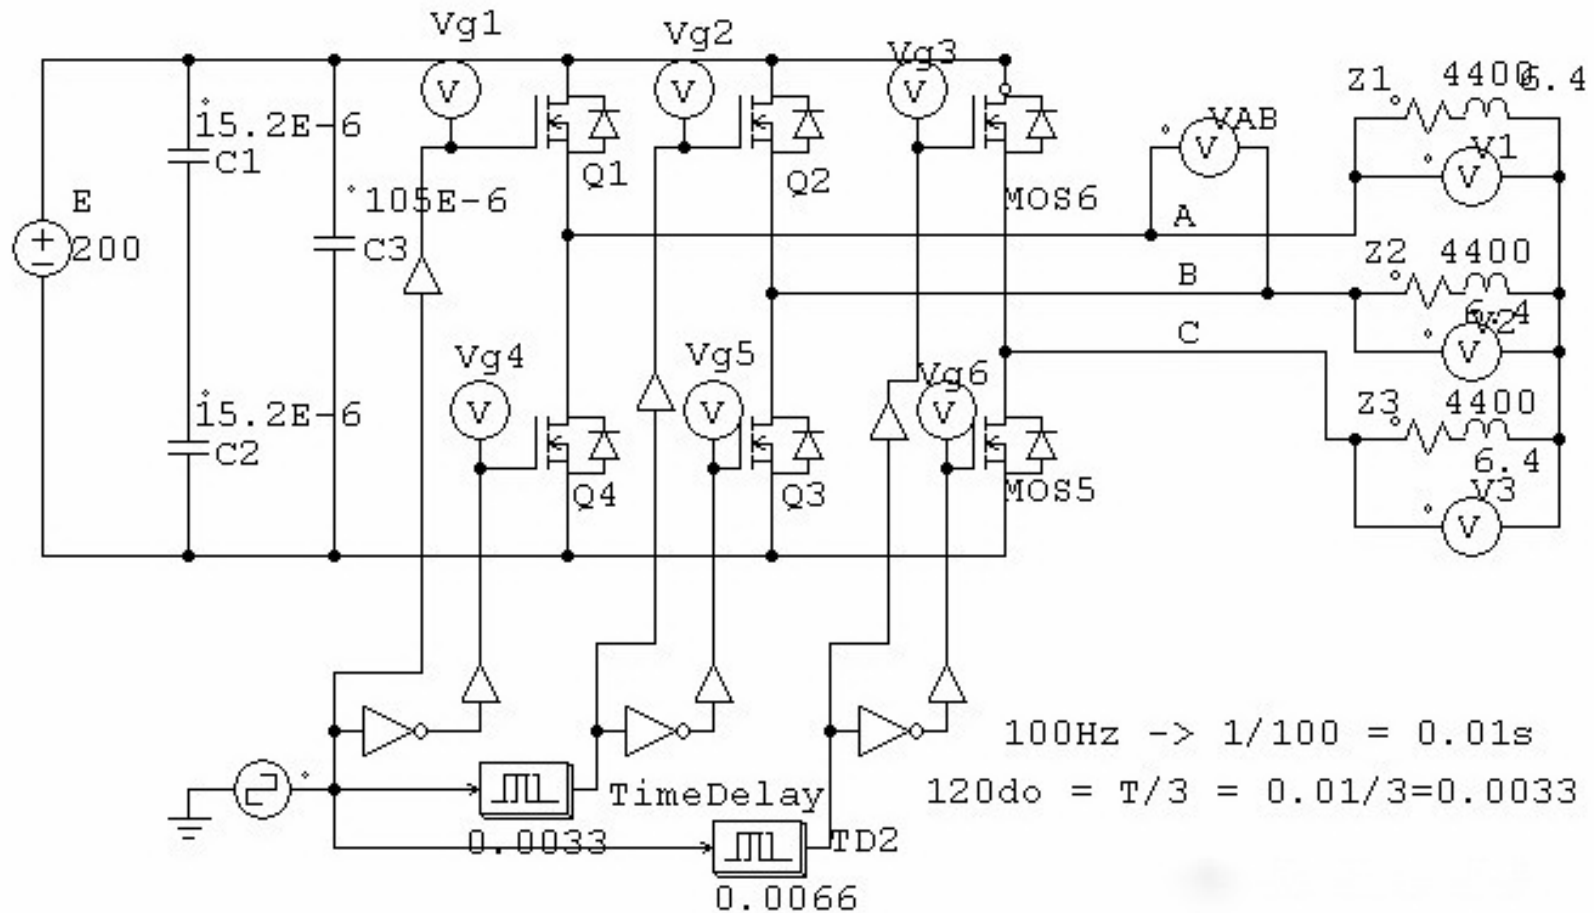 Vg1
Vg2
Vg3
Z1
4400
6.4
V
V
V
VAB
15.2E-6
C1
V
V1
V
Q1
Q2
MOS6
E
105E-6
A
200
C3
Z2
4400
B
6.4
V2
V
C
Vg4
Vg5
Vg6
Z3
4400
V
V
V
15.2E-6
C2
6.4
V3
V
Q4
Q3
MOS5
100Hz -> 1/100 = 0.01s
TimeDelay
120do = T/3 = 0.01/3=0.0033
0.0033
TD2
0.0066